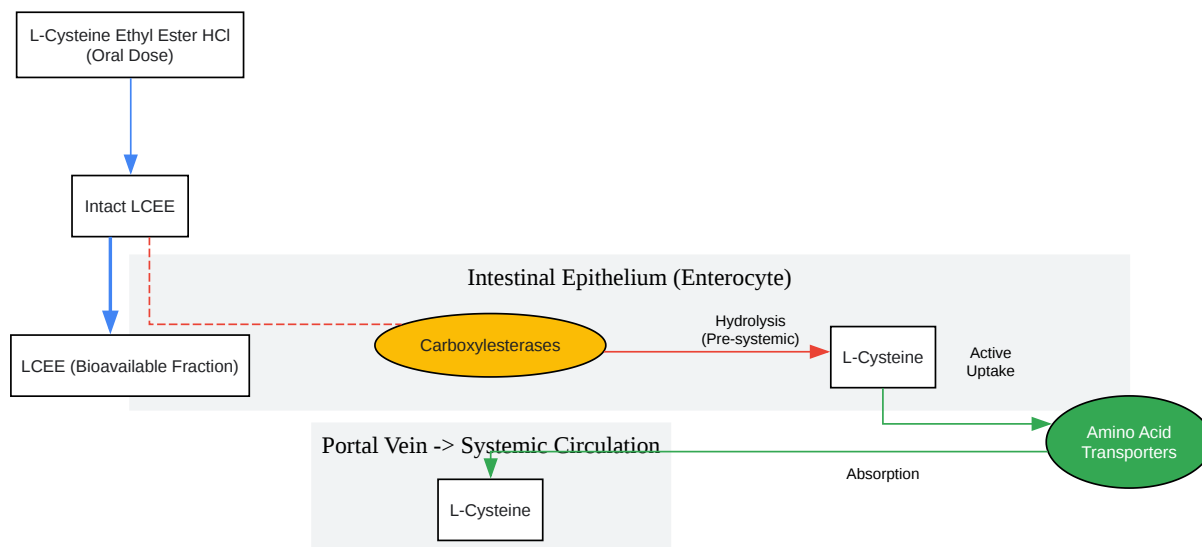 L-Cysteine Ethyl Ester HCl
(Oral Dose)
Intact LCEE
Intestinal Epithelium (Enterocyte)
LCEE (Bioavailable Fraction)
Carboxylesterases
Hydrolysis
(Pre-systemic)
L-Cysteine
Active
Uptake
Amino Acid
Transporters
Portal Vein -> Systemic Circulation
Absorption
L-Cysteine